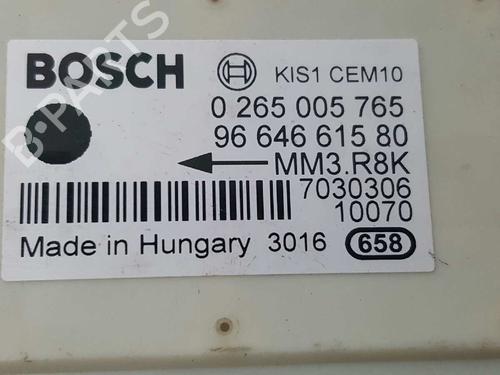 BOSCH KIS1 CEM10
0 265 005 765
96 646 615 80
MM3.R8K
7030306
10070
Made in Hungary 3016 658
B-PARTS